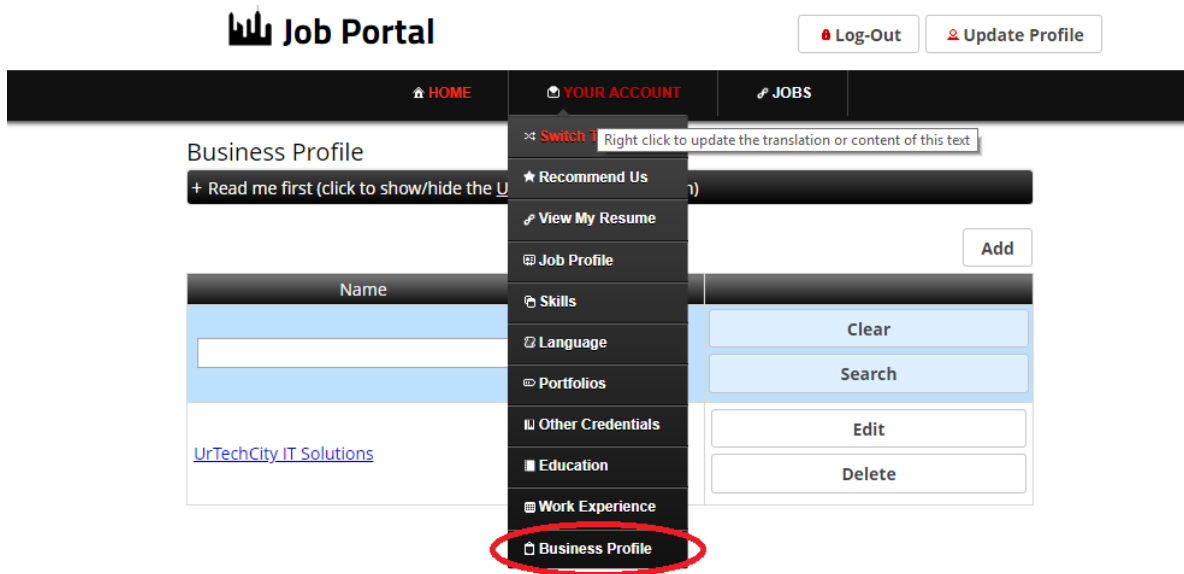 Job Portal
Log-Out
Update Profile
HOME
YOUR ACCOUNT
JOBS
Switch T
Right click to update the translation or content of this text
Business Profile
+ Read me first (click to show/hide the U
n)
Recommend Us
View My Resume
Add
Job Profile
Name
Skills
Clear
Language
Search
Portfolios
Other Credentials
Edit
UrTechCity IT Solutions
Education
Delete
Work Experience
Business Profile